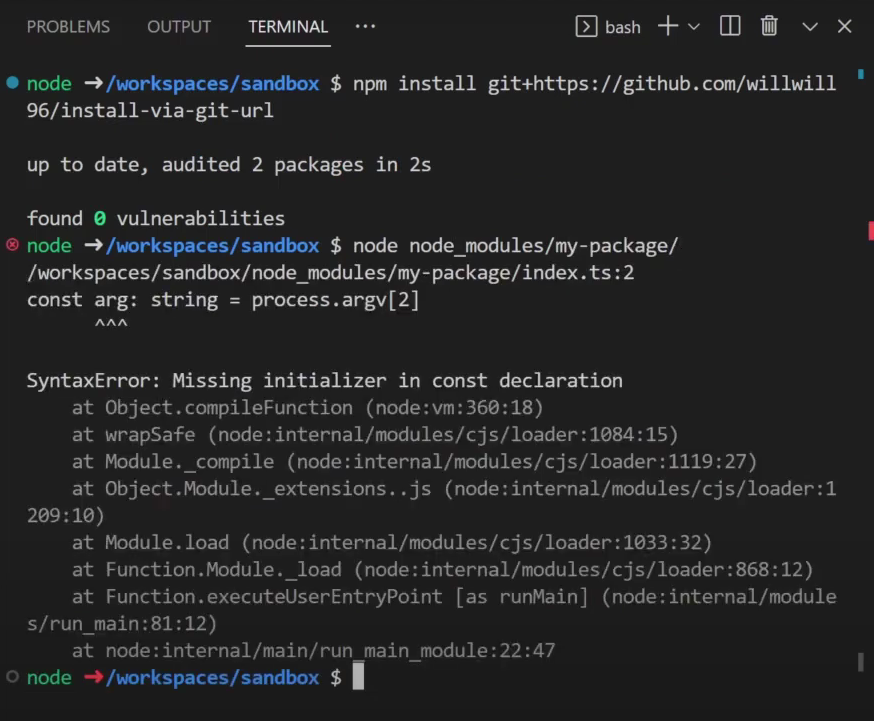 PROBLEMS OUTPUT TERMINAL ··· bash
node ➜/workspaces/sandbox $ npm install git+https://github.com/willwill
96/install-via-git-url
up to date, audited 2 packages in 2s
found 0 vulnerabilities
node ➜/workspaces/sandbox $ node node_modules/my-package/
/workspaces/sandbox/node_modules/my-package/index.ts:2
const arg: string = process.argv[2]
^^^
SyntaxError: Missing initializer in const declaration
at Object.compileFunction (node:vm:360:18)
at wrapSafe (node:internal/modules/cjs/loader:1084:15)
at Module._compile (node:internal/modules/cjs/loader:1119:27)
at Object.Module._extensions..js (node:internal/modules/cjs/loader:1
209:10)
at Module.load (node:internal/modules/cjs/loader:1033:32)
at Function.Module._load (node:internal/modules/cjs/loader:868:12)
at Function.executeUserEntryPoint [as runMain] (node:internal/module
s/run_main:81:12)
at node:internal/main/run_main_module:22:47
node ➜/workspaces/sandbox $